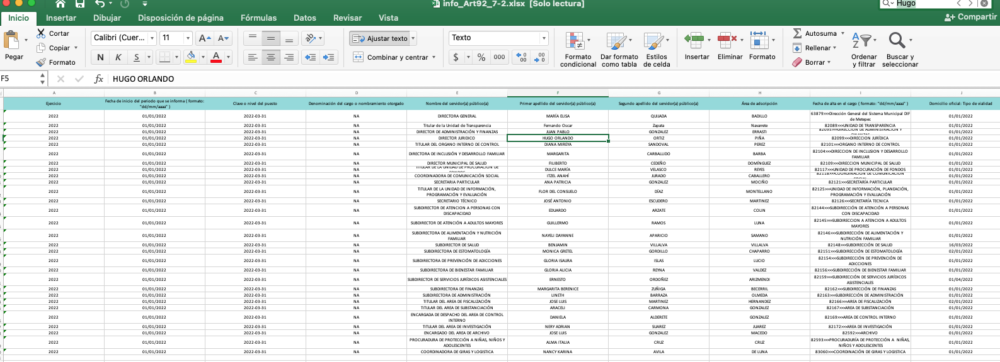 info_Art92_7-2.xlsx [Solo lectura]
Hugo
Inicio Insertar Dibujar Disposición de página Fórmulas Datos Revisar Vista Compartir
Pegar
Cortar
Copiar
Formato
Calibri (Cuer... 11
N K S
Ajustar texto
Combinar y centrar
Texto
$ % 000
Formato condicional
Dar formato como tabla
Estilos de celda
Insertar Eliminar Formato
Autosuma
Rellenar
Borrar
Ordenar y filtrar
Buscar y seleccionar
F5 fx HUGO ORLANDO
A B C D E F G H I J
Ejercicio Fecha de inicio del periodo que se informa ( formato: "dd/mm/aaaa" ) Clave o nivel del puesto Denominación del cargo o nombramiento otorgado Nombre del servidor(a) público(a) Primer apellido del servidor(a) público(a) Segundo apellido del servidor(a) público(a) Área de adscripción Fecha de alta en el cargo ( formato: "dd/mm/aaaa" ) Domicilio oficial: Tipo de vialidad
2022 01/01/2022 2022-03-31 NA DIRECTORA GENERAL MARÍA ELISA QUIJADA BADILLO 63879>>>Dirección General del Sistema Municipal DIF de Metepec 01/01/2022
2022 01/01/2022 2022-03-31 NA Titular de la Unidad de Transparencia Fernando Oscar Zapata Navarrete 82089>>>UNIDAD DE TRANSPARENCIA 01/01/2022
2022 01/01/2022 2022-03-31 NA DIRECTOR DE ADMINISTRACIÓN Y FINANZAS JUAN PABLO GONZALEZ ERRASTI 01/01/2022
2022 01/01/2022 2022-03-31 NA DIRECTOR JURIDICO HUGO ORLANDO ORTIZ PIÑA 82099>>>DIRECCION JURÍDICA 01/01/2022
2022 01/01/2022 2022-03-31 NA TITULAR DEL ORGANO INTERNO DE CONTROL DIANA MIREYA SANDOVAL PEREZ 82101>>>ORGANO INTERNO DE CONTROL 01/01/2022
2022 01/01/2022 2022-03-31 NA DIRECTORA DE INCLUSIÓN Y DESARROLLO FAMILIAR MARGARITA CARBALLIDO BARBA 82104>>>DIRECCION DE INCLUSION Y DESARROLLO FAMILIAR 01/01/2022
2022 01/01/2022 2022-03-31 NA DIRECTOR MUNICIPAL DE SALUD FILIBERTO CEDEÑO DOMÍNGUEZ 82109>>>DIRECCION MUNICIPAL DE SALUD 01/01/2022
2022 01/01/2022 2022-03-31 NA TITULAR DE LA UNIDAD DE PROCURACION DE DULCE MARÍA VELASCO REYES 82117>>>UNIDAD DE PROCURACIÓN DE FONDOS 01/01/2022
2022 01/01/2022 2022-03-31 NA COORDINADORA DE COMUNICACIÓN SOCIAL ITZEL ANAHÍ JURADO CABALLERO 82118>>>COORDINACION DE COMUNICACION 01/01/2022
2022 01/01/2022 2022-03-31 NA SECRETARIA PARTICULAR ANA PATRICIA GONZALEZ MOCIÑO 82121>>>SECRETARÍA PARTICULAR 01/01/2022
2022 01/01/2022 2022-03-31 NA TITULAR DE LA UNIDAD DE INFORMACIÓN, PROGRAMACIÓN Y EVALUACIÓN FLOR DEL CONSUELO DÍAZ MONTELLANO 82125>>>UNIDAD DE INFORMACIÓN, PLANEACIÓN, PROGRAMACIÓN Y EVALUACIÓN 01/01/2022
2022 01/01/2022 2022-03-31 NA SECRETARIO TÉCNICO JOSÉ ANTONIO ESCUDERO MARTINEZ 82126>>>SECRETARÍA TECNICA 01/01/2022
2022 01/01/2022 2022-03-31 NA SUBDIRECTOR DE ATENCION A PERSONAS CON DISCAPACIDAD EDUARDO ARZATE COLIN 82144>>>SUBDIRECCIÓN DE ATENCIÓN A PERSONAS CON DISCAPACIDAD 01/01/2022
2022 01/01/2022 2022-03-31 NA SUBDIRECTOR DE ATENCIÓN A ADULTOS MAYORES GUILLERMO RAMOS LUNA 82145>>>SUBDIRECCION A ATENCION A ADULTOS MAYORES 01/01/2022
2022 01/01/2022 2022-03-31 NA SUBDIRECTORA DE ALIMENTACIÓN Y NUTRICIÓN FAMILIAR NAYELI DAYANNE APARICIO SAMANO 82146>>>SUBDIRECCIÓN DE ALIMENTACIÓN Y NUTRICIÓN FAMILIAR 01/01/2022
2022 01/01/2022 2022-03-31 NA SUBDIRECTOR DE SALUD BENJAMIN VILLALVA VILLALVA 82148>>>SUBDIRECCIÓN DE SALUD 16/03/2022
2022 01/01/2022 2022-03-31 NA SUBDIRECTORA DE ESTOMATOLOGÍA MONICA GRETEL GORDILLO CHAPARRO 82151>>>SUBDIRECCIÓN DE ESTOMATOLOGÍA 02/01/2022
2022 01/01/2022 2022-03-31 NA SUBDIRECTORA DE PREVENCIÓN DE ADICCIONES GLORIA ISAURA ISLAS LUCIO 82154>>>SUBDIRECCIÓN DE PREVENCIÓN DE ADICCIONES 01/01/2022
2022 01/01/2022 2022-03-31 NA SUBDIRECTORA DE BIENESTAR FAMILIAR GLORIA ALICIA REYNA VALDEZ 82156>>>SUBDIRECCIÓN DE BIENESTAR FAMILIAR 01/01/2022
2022 01/01/2022 2022-03-31 NA SUBDIRECTOR DE SERVICIOS JURÍDICOS ASISTENCIALES ERNESTO ORDOÑEZ ARIZMENDI 82159>>>SUBDIRECCIÓN DE SERVICIOS JURÍDICOS ASISTENCIALES 01/04/2022
2022 01/01/2022 2022-03-31 NA SUBDIRECTORA DE FINANZAS MARGARITA BERENICE ZUÑIGA BECERRIL 82162>>>SUBDIRECCIÓN DE FINANZAS 01/01/2022
2022 01/01/2022 2022-03-31 NA SUBDIRECTORA DE ADMINISTRACIÓN LINETH BARRAZA OLMEDA 82163>>>SUBDIRECCIÓN DE ADMINISTRACIÓN 01/01/2022
2022 01/01/2022 2022-03-31 NA TITULAR DEL AREA DE FISCALIZACIÓN JOSE LUIS MARTINEZ HERNANDEZ 82166>>>AREA DE FISCALIZACIÓN 02/01/2022
2022 01/01/2022 2022-03-31 NA TITULAR DEL AREA DE SUBSTANCIACIÓN ARACELI CARMONA GONZALEZ 82167>>>AREA DE SUBSTANCIACIÓN 01/01/2022
2022 01/01/2022 2022-03-31 NA ENCARGADA DE DESPACHO DEL AREA DE CONTROL INTERNO DANIELA ALDERETE GONZALEZ 82169>>>AREA DE CONTROL INTERNO 01/01/2022
2022 01/01/2022 2022-03-31 NA TITULAR DEL AREA DE INVESTIGACIÓN NERY ADRIAN SUAREZ JUAREZ 82172>>>AREA DE INVESTIGACIÓN 01/01/2022
2022 01/01/2022 2022-03-31 NA ENCARGADO DEL AREA DE ARCHIVO JOSE LUIS GONZALEZ MACEDO 82592>>>ARCHIVO 01/01/2022
2022 01/01/2022 2022-03-31 NA PROCURADURA DE PROTECCIÓN A NIÑAS, NIÑOS Y ADOLESCENTES ALMA ITALIA CRUZ CRUZ 82593>>>PROCURADURÍA DE PROTECCIÓN A NIÑAS, NIÑOS Y ADOLESCENTES 01/01/2022
2022 01/01/2022 2022-03-31 NA COORDINADORA DE GIRAS Y LOGISTICA NANCY KARINA AVILA DE LUNA 83060>>>COORDINACIÓN DE GIRAS Y LOGISTICA 01/01/2022